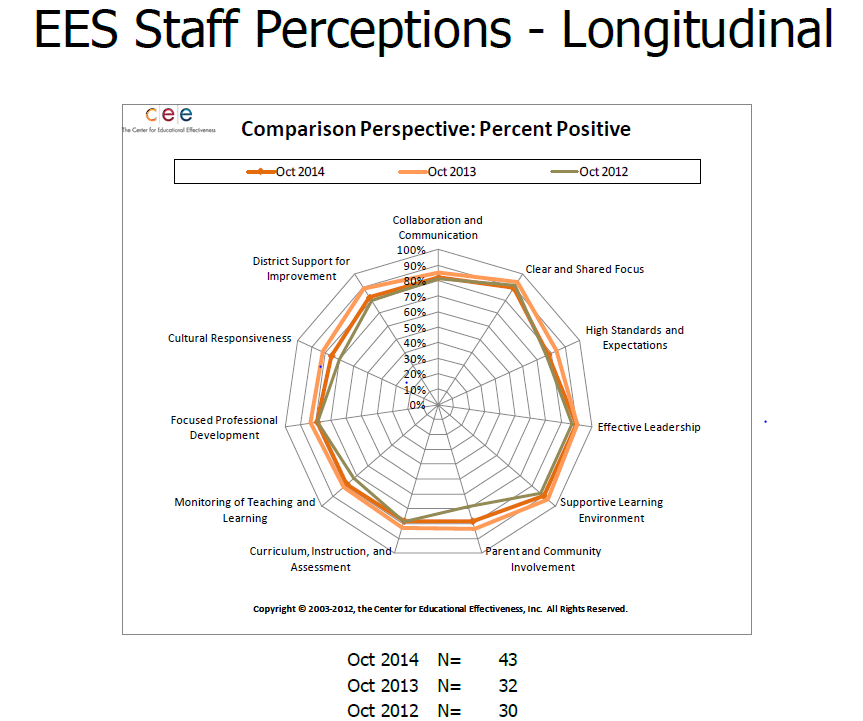 EES Staff Perceptions - Longitudinal
cee
The Center for Educational Effectiveness
Comparison Perspective: Percent Positive
Oct 2014
Oct 2013
Oct 2012
Collaboration and
Communication
100%
90%
80%
70%
60%
50%
40%
30%
20%
10%
0%
Clear and Shared Focus
High Standards and
Expectations
Effective Leadership
Supportive Learning
Environment
Parent and Community
Involvement
Curriculum, Instruction, and
Assessment
Monitoring of Teaching and
Learning
Focused Professional
Development
Cultural Responsiveness
District Support for
Improvement
Copyright © 2003-2012, the Center for Educational Effectiveness, Inc. All Rights Reserved.
Oct 2014 N= 43
Oct 2013 N= 32
Oct 2012 N= 30